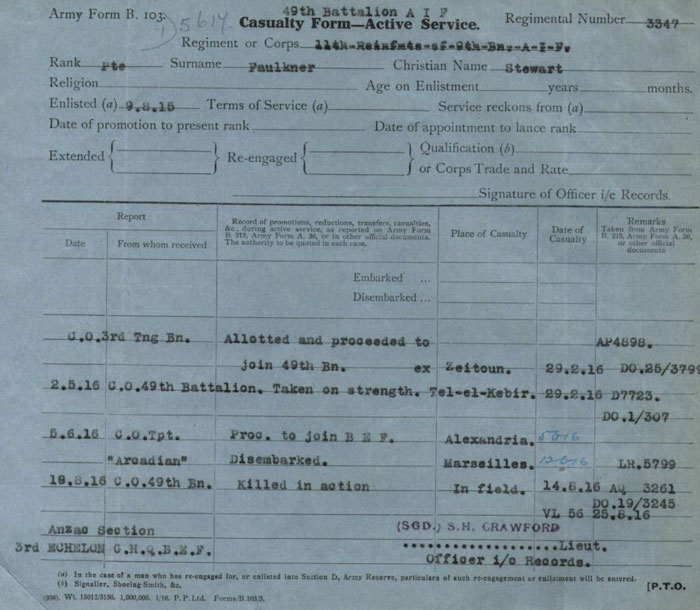 49th Battalion A I F
Army Form B. 103.
Casualty Form—Active Service.
Regimental Number 3347
Regiment or Corps 11th Reinfmts of 9th Bn. A.I.F.
Rank Pte Surname Faulkner Christian Name Stewart
Religion Age on Enlistment years months.
Enlisted (a) 9.8.15 Terms of Service (a) Service reckons from (a)
Date of promotion to present rank Date of appointment to lance rank
Extended Re-engaged Qualification (b)
or Corps Trade and Rate
Signature of Officer i/c Records.
Report
Date From whom received
Record of promotions, reductions, transfers, casualties, &c., during active service, as reported on Army Form B. 213, Army Form A. 36, or in other official documents. The authority to be quoted in each case.
Place of Casualty
Date of Casualty
Remarks
Taken from Army Form B. 213, Army Form A. 36, or other official documents
Embarked ...
Disembarked ...
C.O.3rd Tng Bn. Allotted and proceeded to AP4898.
join 49th Bn. ex Zeitoun. 29.2.16 DO.25/3799
2.5.16 C.O.49th Battalion. Taken on strength. Tel-el-Kebir. 29.2.16 D7723.
DO.1/307
5.6.16 C.O.Tpt. Proc. to join B E F. Alexandria.
"Arcadian" Disembarked. Marseilles. LR.5799
18.8.16 C.O.49th Bn. Killed in action In field. 14.8.16 AQ 3261
DO.19/3245
VL 56 25.8.16
Anzac Section (SGD.) S.H. CRAWFORD
3rd ECHELON G.H.Q.B.E.F. ..................Lieut.
Officer i/c Records.
(a) In the case of a man who has re-engaged for, or enlisted into Section D, Army Reserve, particulars of such re-engagement or enlistment will be entered.
(b) Signaller, Shoeing-Smith, &c.
[P.T.O.
1,000,000. 1/16. P. P. Ltd. Forms/B.103/3.